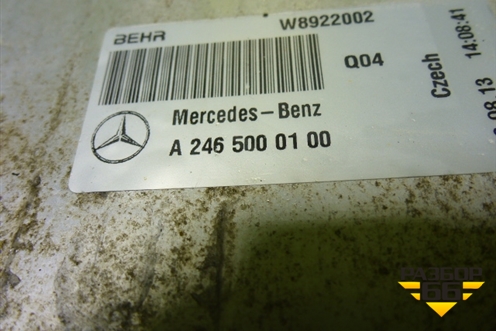 BEHR W8922002
Q04
Mercedes-Benz
A 246 500 01 00
Czech
08.13 14:08:41
РАЗБОР
66